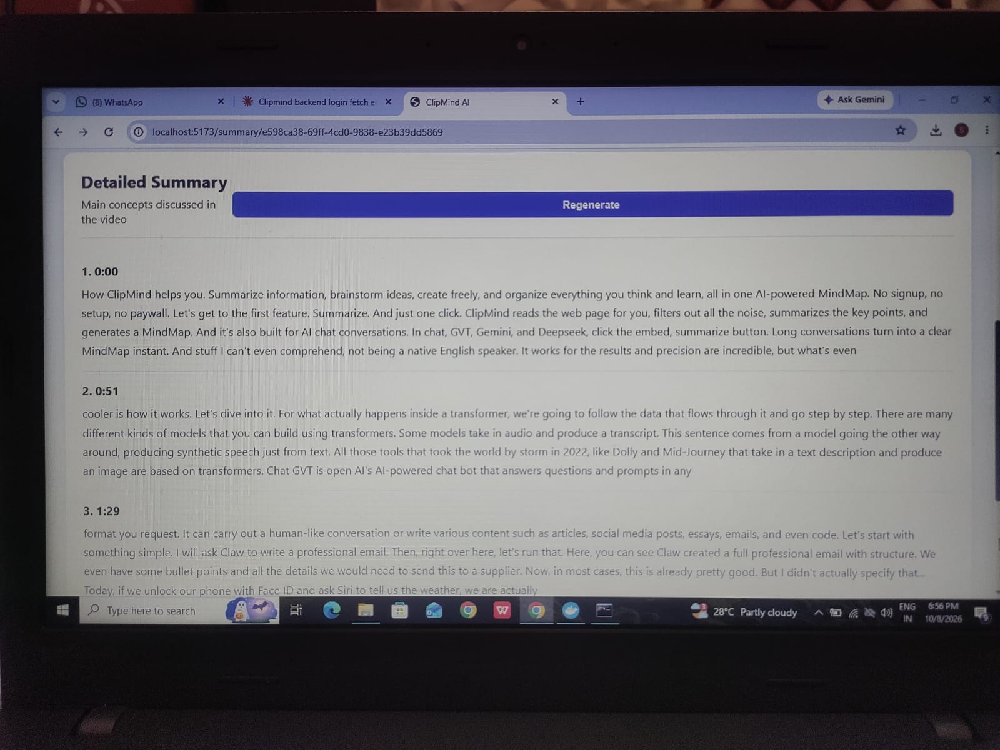 (8) WhatsApp
Clipmind backend login fetch e
ClipMind AI
Ask Gemini
localhost:5173/summary/e598ca38-69ff-4cd0-9838-e23b39dd5869
Detailed Summary
Main concepts discussed in
the video
Regenerate
1. 0:00
How ClipMind helps you. Summarize information, brainstorm ideas, create freely, and organize everything you think and learn, all in one AI-powered MindMap. No signup, no
setup, no paywall. Let's get to the first feature. Summarize. And just one click. ClipMind reads the web page for you, filters out all the noise, summarizes the key points, and
generates a MindMap. And it's also built for AI chat conversations. In chat, GVT, Gemini, and Deepseek, click the embed, summarize button. Long conversations turn into a clear
MindMap instant. And stuff I can't even comprehend, not being a native English speaker. It works for the results and precision are incredible, but what's even
2. 0:51
cooler is how it works. Let's dive into it. For what actually happens inside a transformer, we're going to follow the data that flows through it and go step by step. There are many
different kinds of models that you can build using transformers. Some models take in audio and produce a transcript. This sentence comes from a model going the other way
around, producing synthetic speech just from text. All those tools that took the world by storm in 2022, like Dolly and Mid-Journey that take in a text description and produce
an image are based on transformers. Chat GVT is open AI's AI-powered chat bot that answers questions and prompts in any
3. 1:29
format you request. It can carry out a human-like conversation or write various content such as articles, social media posts, essays, emails, and even code. Let's start with
something simple. I will ask Claw to write a professional email. Then, right over here, let's run that. Here, you can see Claw created a full professional email with structure. We
even have some bullet points and all the details we would need to send this to a supplier. Now, in most cases, this is already pretty good. But I didn't actually specify that...
Today, if we unlock our phone with Face ID and ask Siri to tell us the weather, we are actually
Type here to search
28°C Partly cloudy
ENG
IN
6:56 PM
10/8/2026